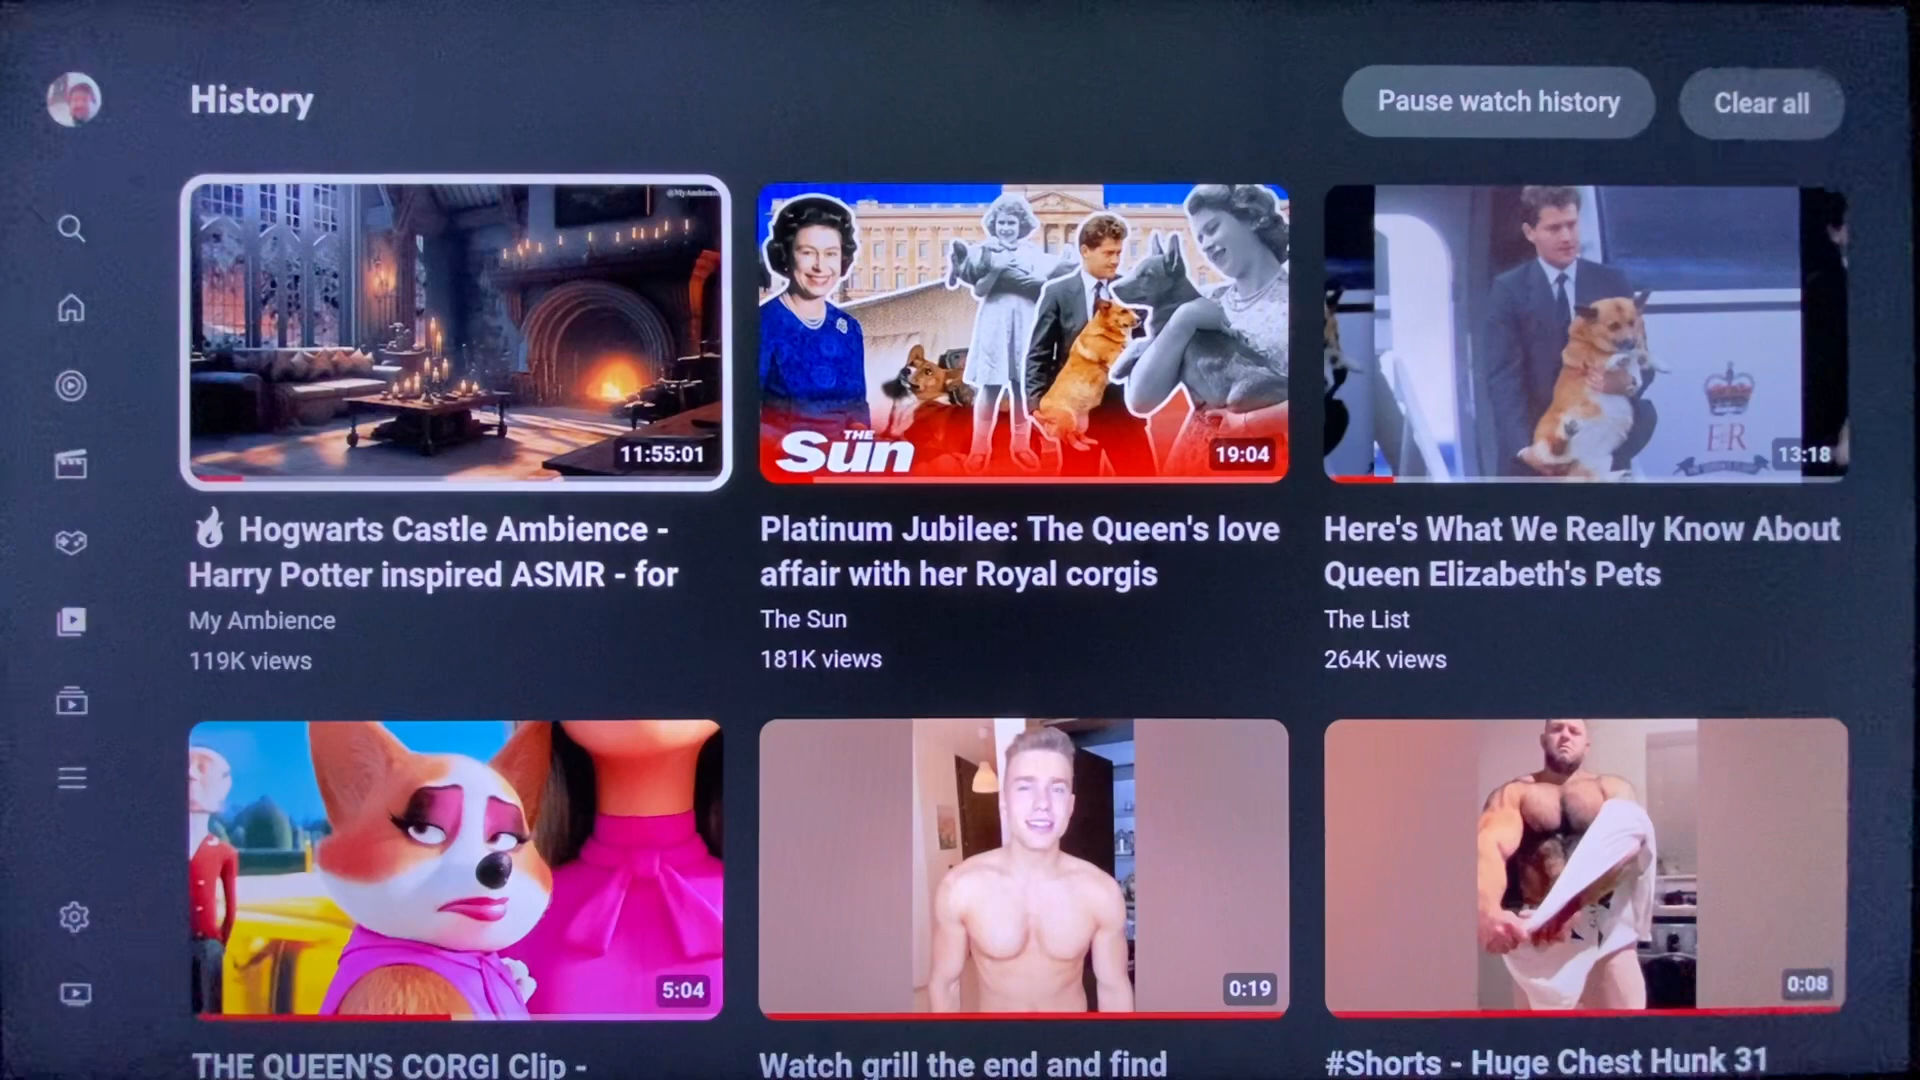 History
Pause watch history
Clear all
@MyAmbience
11:55:01
THE
Sun
19:04
ER
13:18
Hogwarts Castle Ambience -
Harry Potter inspired ASMR - for
My Ambience
119K views
Platinum Jubilee: The Queen's love
affair with her Royal corgis
The Sun
181K views
Here's What We Really Know About
Queen Elizabeth's Pets
The List
264K views
5:04
0:19
0:08
THE QUEEN'S CORGI Clip -
Watch grill the end and find
#Shorts - Huge Chest Hunk 31